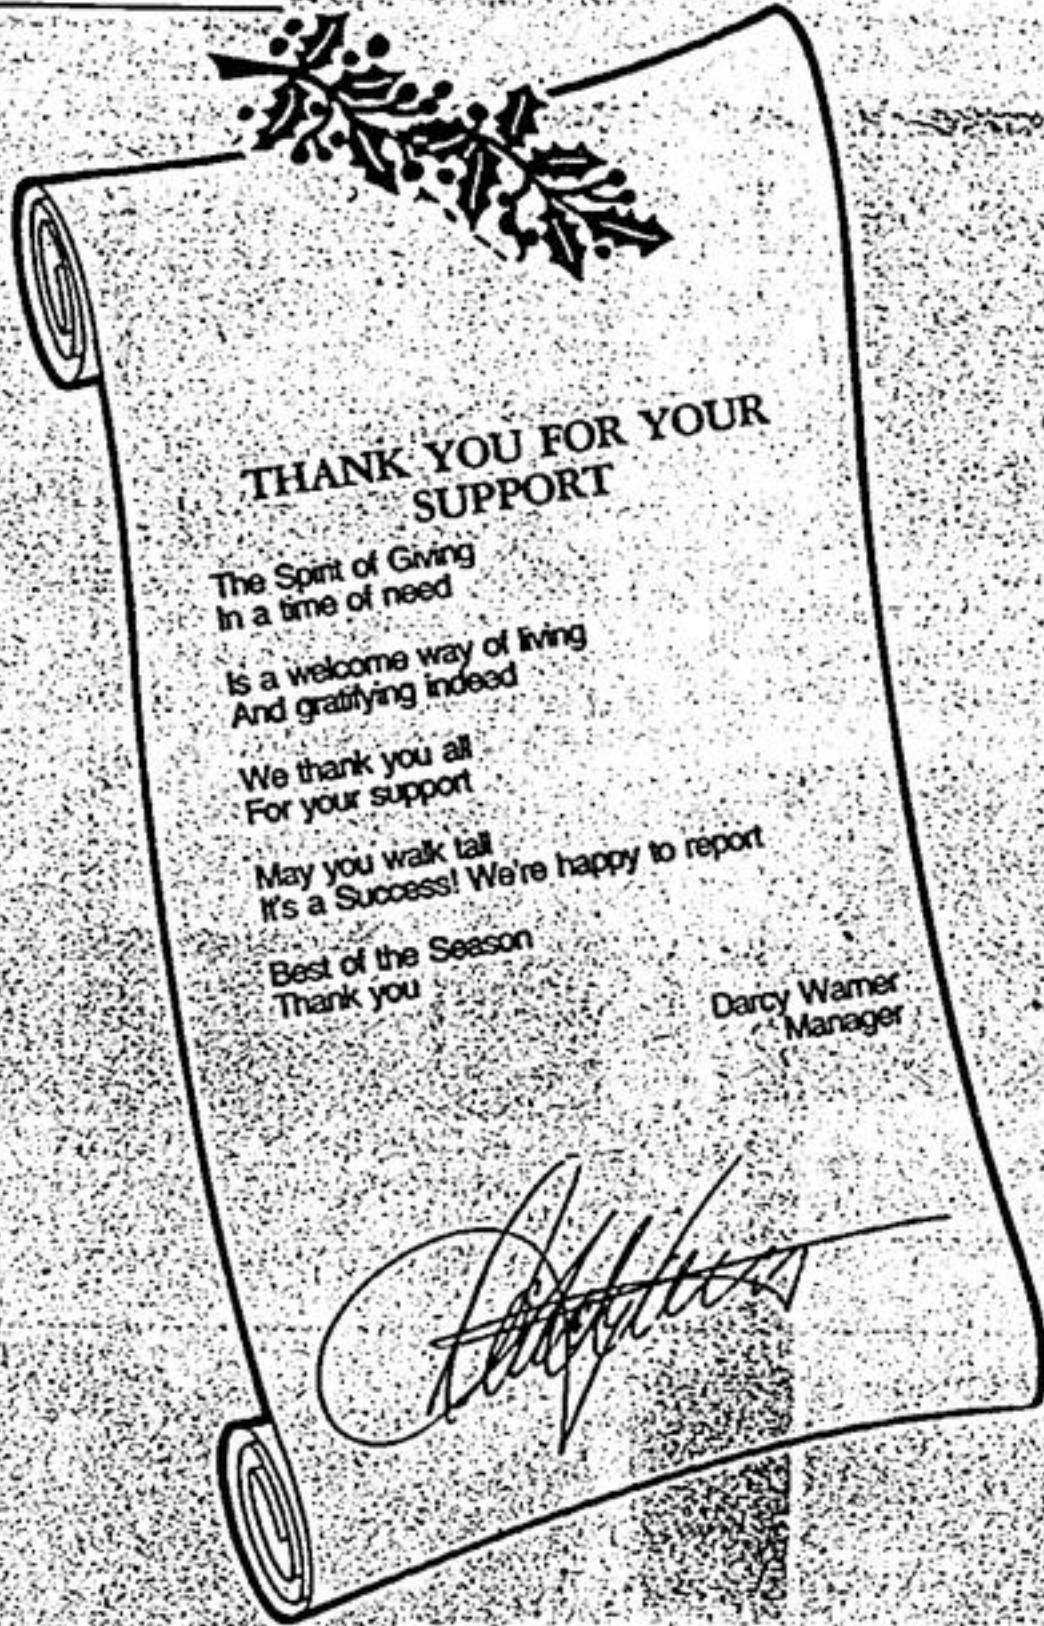 THANK YOU FOR YOUR
SUPPORT
The Spirit of Giving
In a time of need
Is a welcome way of living
And gratifying indeed
We thank you all
For your support
May you walk tall
It's a Success! We're happy to report
Best of the Season
Thank you
Darcy Warner
Manager